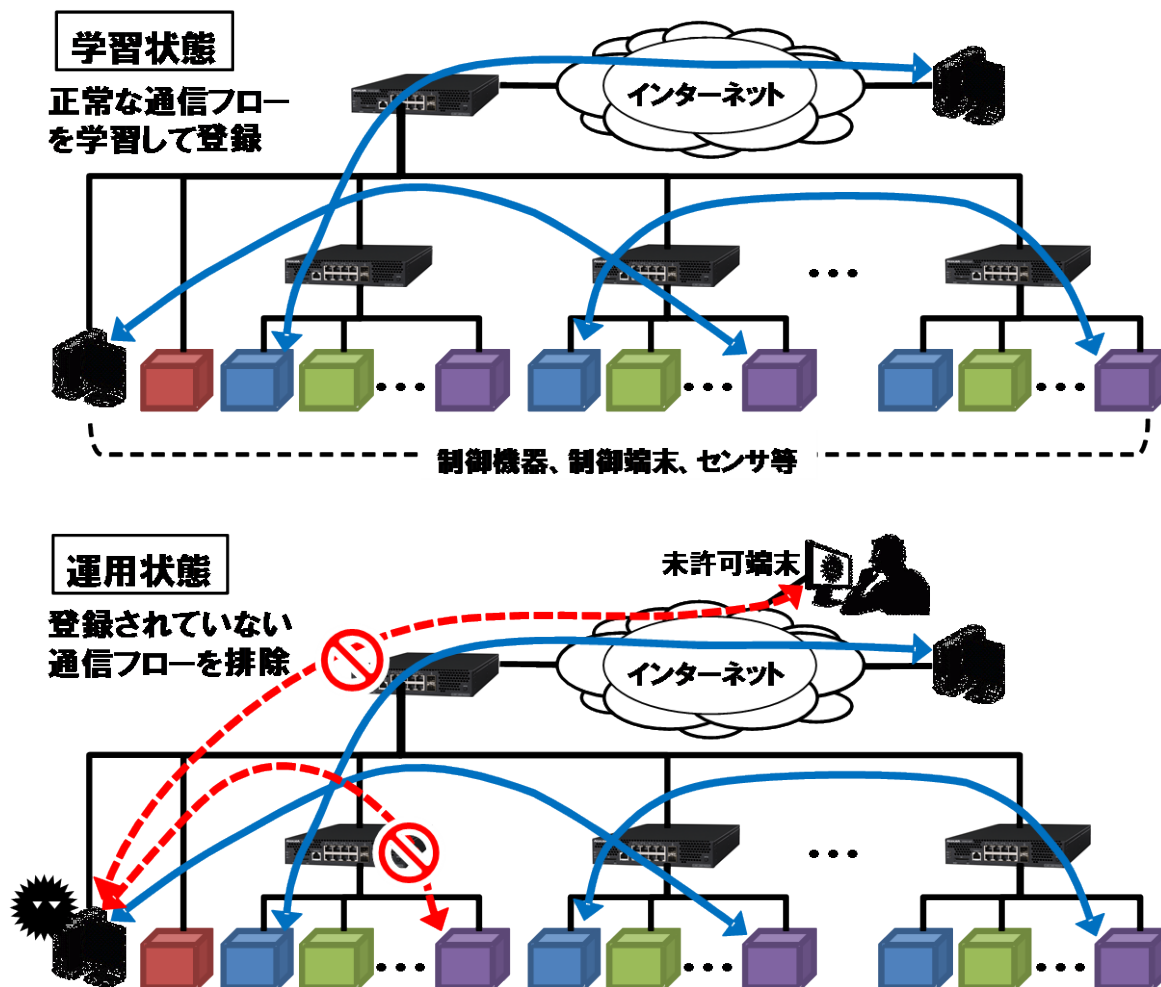 学習状態
正常な通信フロー
を学習して登録
インターネット
・・・
・・・
・・・
・・・
制御機器、制御端末、センサ等
運用状態
未許可端末
登録されていない
通信フローを排除
インターネット
・・・
・・・
・・・
・・・